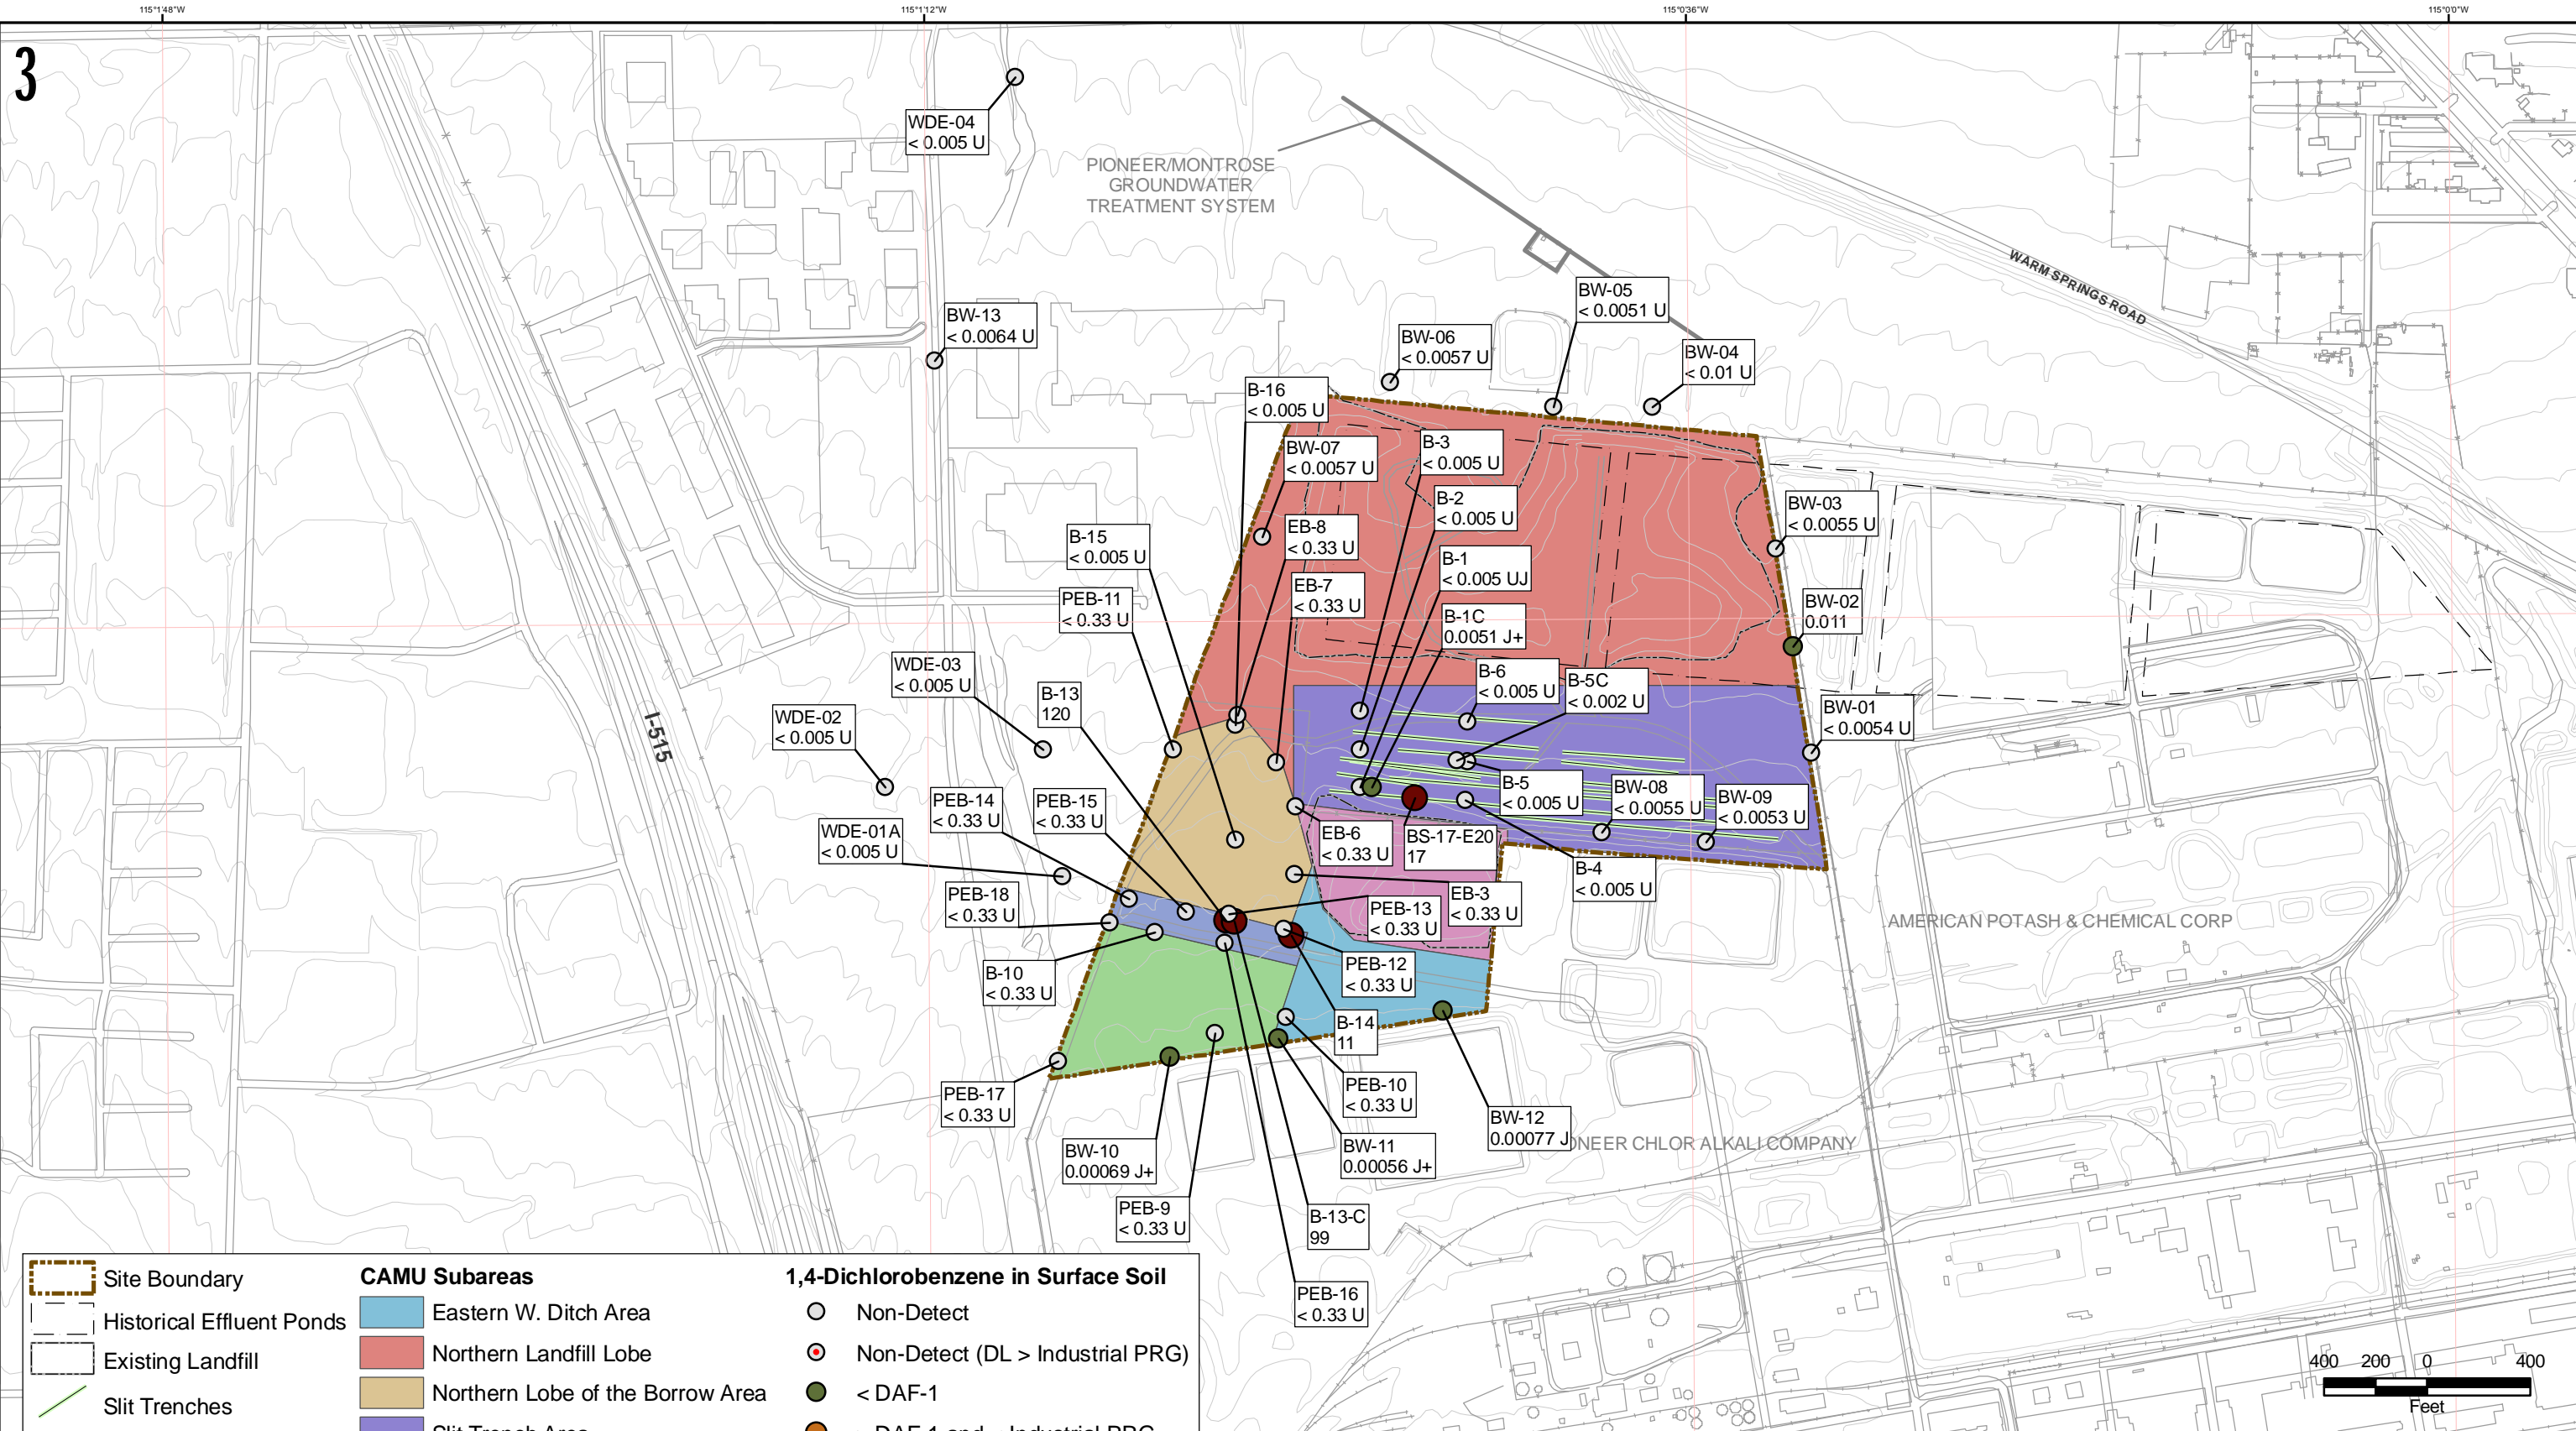 115°1'48"W
115°1'12"W
115°0'36"W
115°0'0"W
3
WDE-04
< 0.005 U
PIONEER/MONTROSE
GROUNDWATER
TREATMENT SYSTEM
WARM SPRINGS ROAD
BW-05
< 0.0051 U
BW-13
< 0.0064 U
BW-06
< 0.0057 U
BW-04
< 0.01 U
B-16
< 0.005 U
BW-07
< 0.0057 U
B-3
< 0.005 U
B-2
< 0.005 U
BW-03
< 0.0055 U
EB-8
< 0.33 U
B-15
< 0.005 U
B-1
< 0.005 UJ
EB-7
< 0.33 U
PEB-11
< 0.33 U
BW-02
0.011
B-1C
0.0051 J+
WDE-03
< 0.005 U
B-6
< 0.005 U
B-5C
< 0.002 U
B-13
120
BW-01
< 0.0054 U
WDE-02
< 0.005 U
I-515
B-5
< 0.005 U
BW-08
< 0.0055 U
BW-09
< 0.0053 U
PEB-14
< 0.33 U
PEB-15
< 0.33 U
WDE-01A
< 0.005 U
EB-6
< 0.33 U
BS-17-E20
17
B-4
< 0.005 U
PEB-18
< 0.33 U
EB-3
< 0.33 U
PEB-13
< 0.33 U
AMERICAN POTASH & CHEMICAL CORP
B-10
< 0.33 U
PEB-12
< 0.33 U
B-14
11
PEB-17
< 0.33 U
PEB-10
< 0.33 U
BW-12
0.00077 J
ONEER CHLOR ALKALI COMPANY
BW-10
0.00069 J+
BW-11
0.00056 J+
PEB-9
< 0.33 U
B-13-C
99
PEB-16
< 0.33 U
Site Boundary
Historical Effluent Ponds
Existing Landfill
Slit Trenches
CAMU Subareas
Eastern W. Ditch Area
Northern Landfill Lobe
Northern Lobe of the Borrow Area
Slit Trench Area
1,4-Dichlorobenzene in Surface Soil
Non-Detect
Non-Detect (DL > Industrial PRG)
< DAF-1
DAF-1 and Industrial PRG
400 200 0 400
Feet